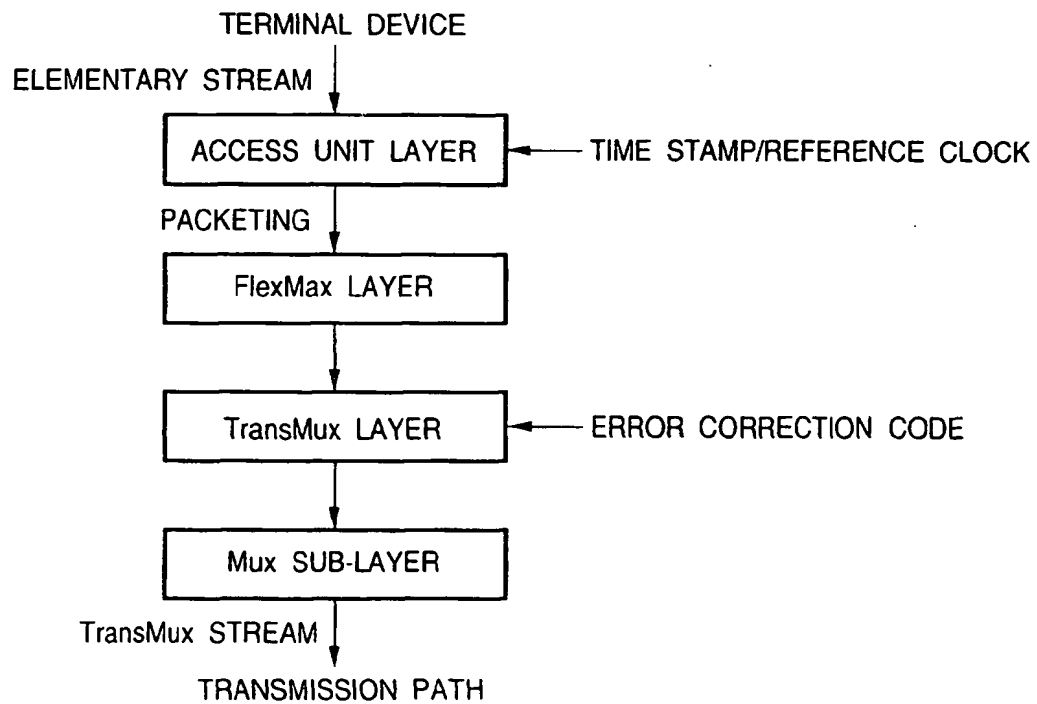 TERMINAL DEVICE
ELEMENTARY STREAM
ACCESS UNIT LAYER
TIME STAMP/REFERENCE CLOCK
PACKETING
FlexMax LAYER
TransMux LAYER
ERROR CORRECTION CODE
Mux SUB-LAYER
TransMux STREAM
TRANSMISSION PATH